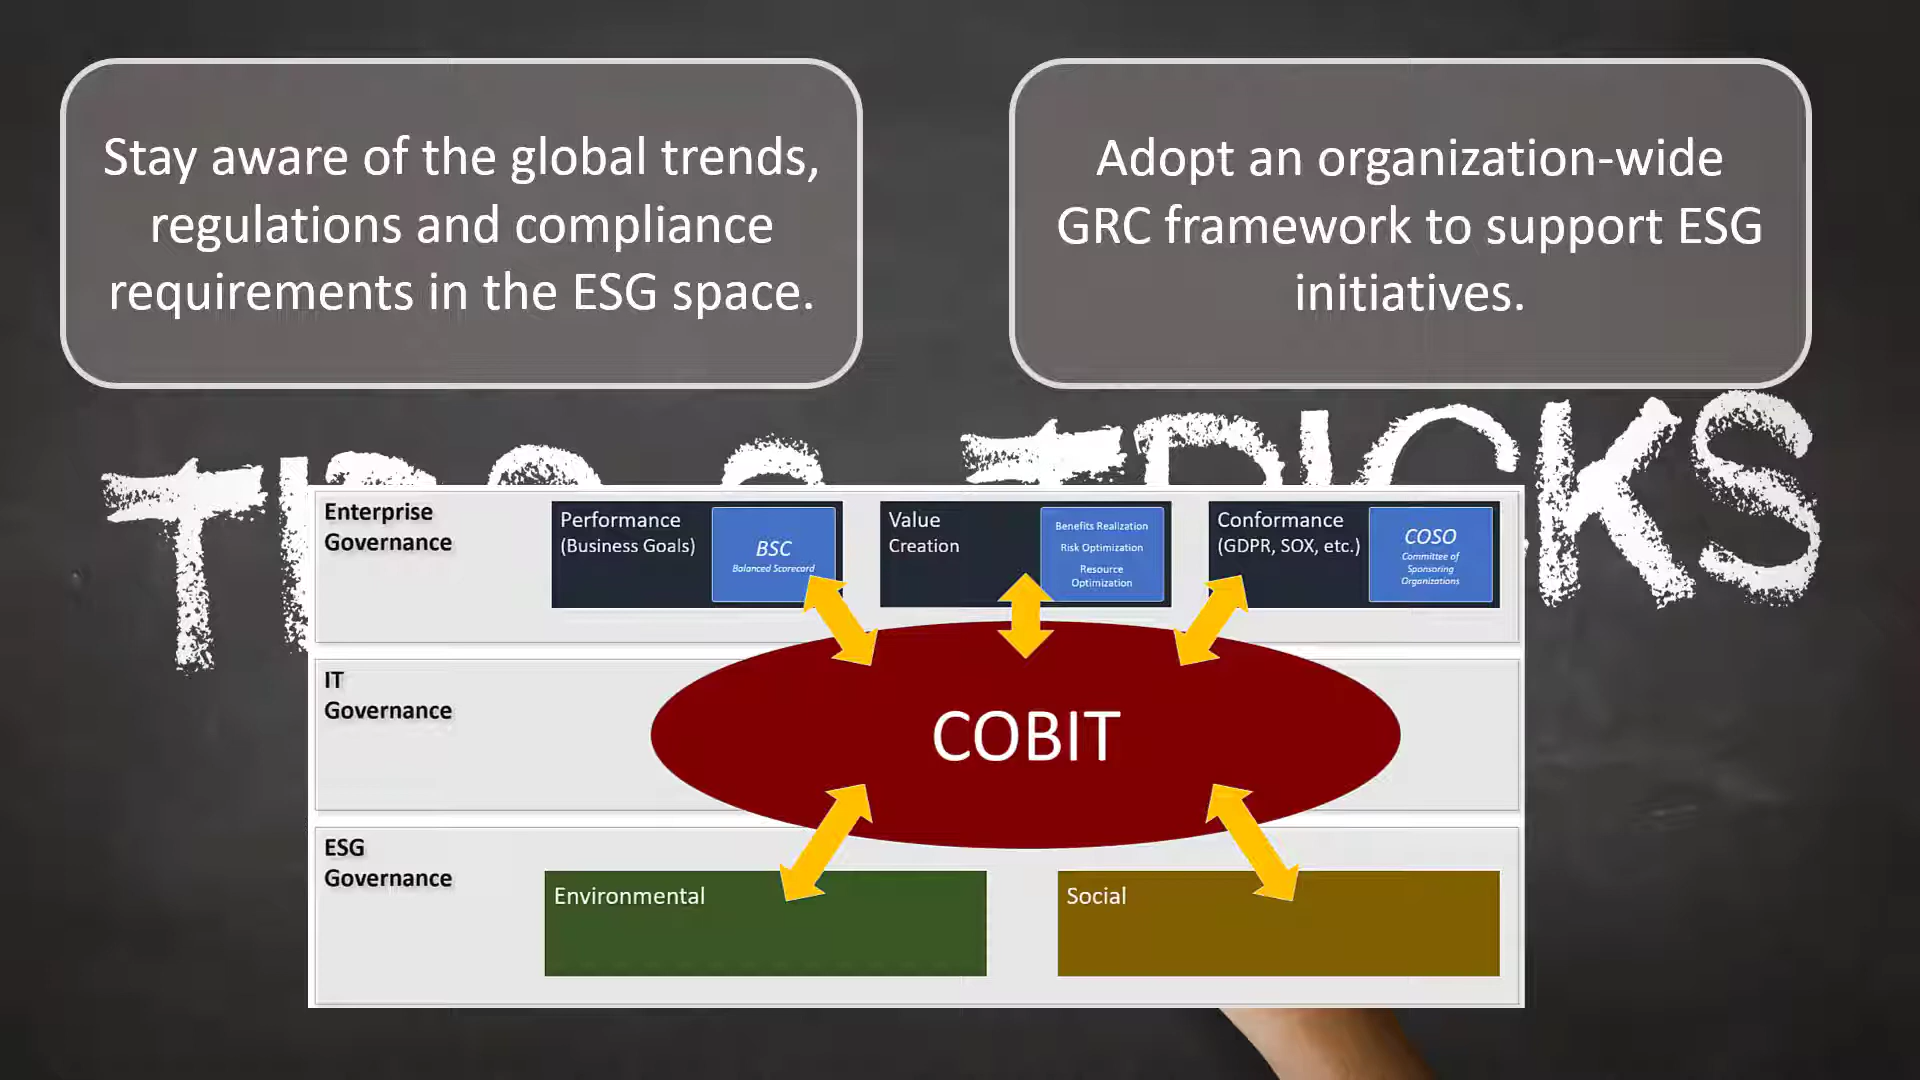 Stay aware of the global trends,
regulations and compliance
requirements in the ESG space.
Adopt an organization-wide
GRC framework to support ESG
initiatives.
TRICKS
Enterprise
Governance
Performance
(Business Goals)
BSC
Balanced Scorecard
Value
Creation
Benefits Realization
Risk Optimization
Resource
Optimization
Conformance
(GDPR, SOX, etc.)
COSO
Committee of
Sponsoring
Organizations
IT
Governance
COBIT
ESG
Governance
Environmental
Social